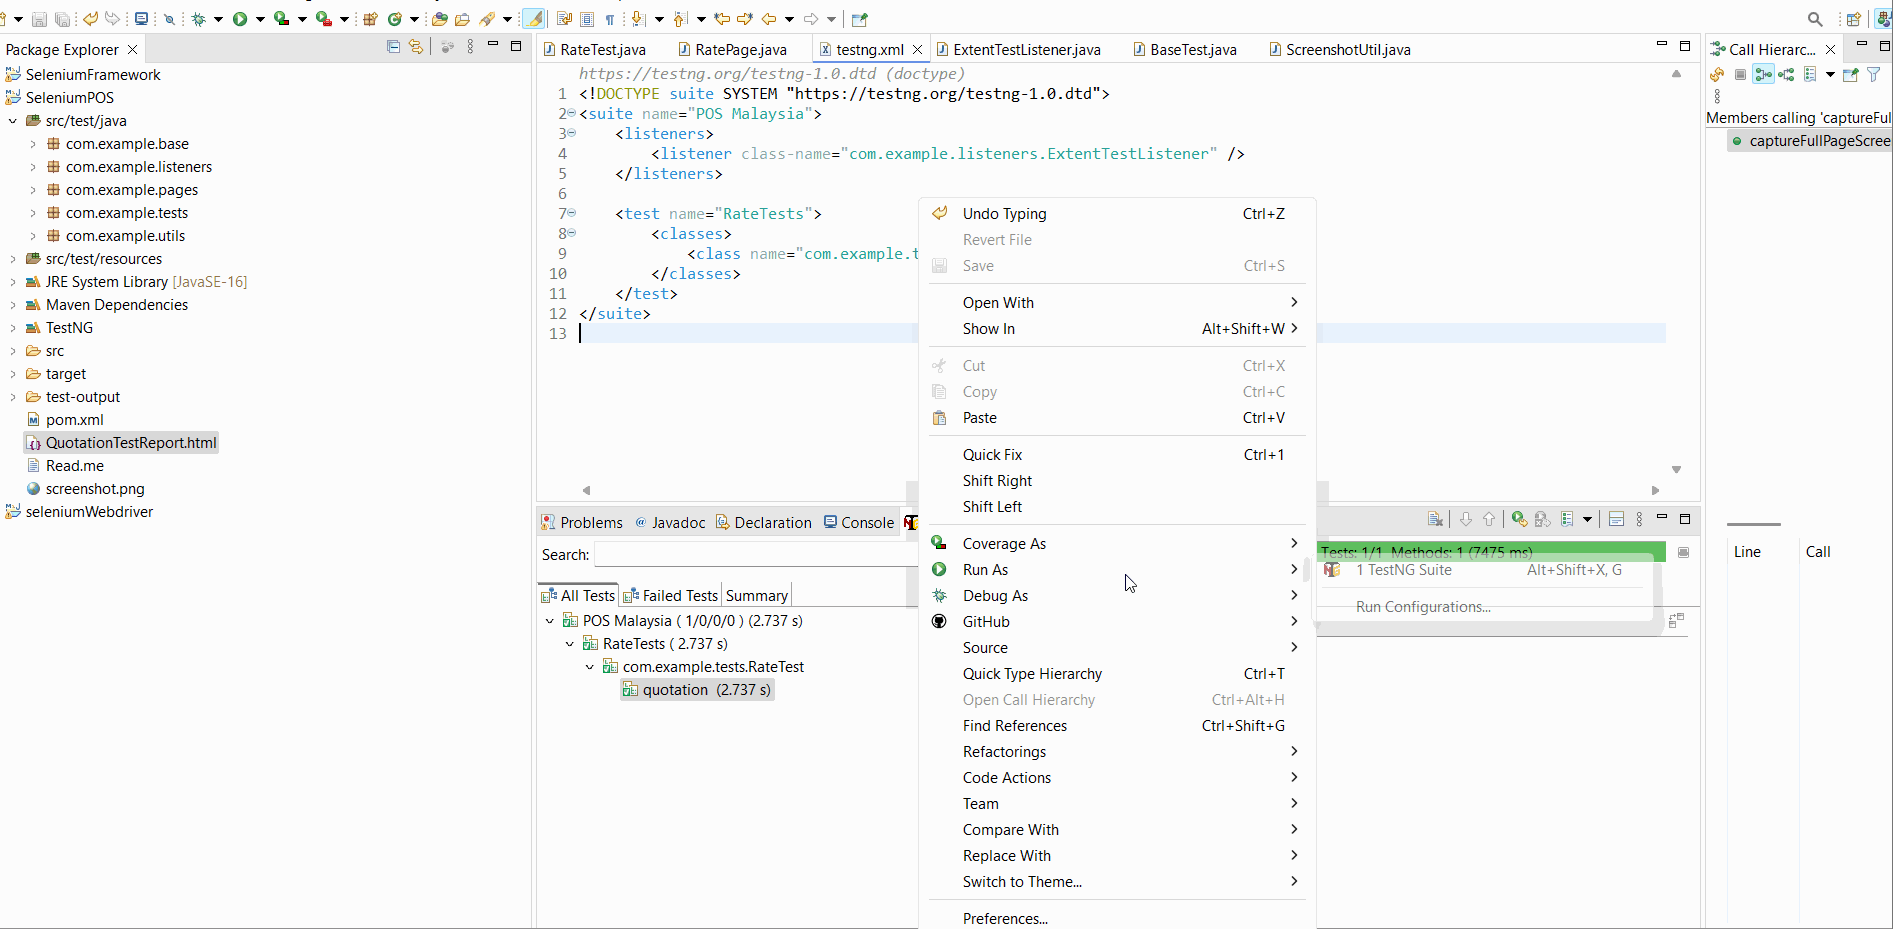 Package Explorer
SeleniumFramework
SeleniumPOS
src/test/java
com.example.base
com.example.listeners
com.example.pages
com.example.tests
com.example.utils
src/test/resources
JRE System Library [JavaSE-16]
Maven Dependencies
TestNG
src
target
test-output
pom.xml
QuotationTestReport.html
Read.me
screenshot.png
seleniumWebdriver
RateTest.java
RatePage.java
testng.xml
ExtentTestListener.java
BaseTest.java
ScreenshotUtil.java
https://testng.org/testng-1.0.dtd (doctype)
1 <!DOCTYPE suite SYSTEM "https://testng.org/testng-1.0.dtd">
2 <suite name="POS Malaysia">
3 <listeners>
4 <listener class-name="com.example.listeners.ExtentTestListener" />
5 </listeners>
6
7 <test name="RateTests">
8 <classes>
9 <class name="com.example.t
10 </classes>
11 </test>
12 </suite>
13
Undo Typing Ctrl+Z
Revert File
Save Ctrl+S
Open With
Show In Alt+Shift+W
Cut Ctrl+X
Copy Ctrl+C
Paste Ctrl+V
Quick Fix Ctrl+1
Shift Right
Shift Left
Coverage As
Run As
Debug As
GitHub
Source
Quick Type Hierarchy Ctrl+T
Open Call Hierarchy Ctrl+Alt+H
Find References Ctrl+Shift+G
Refactorings
Code Actions
Team
Compare With
Replace With
Switch to Theme...
Preferences...
1 TestNG Suite Alt+Shift+X, G
Run Configurations...
Problems
@ Javadoc
Declaration
Console
Search:
Tests: 1/1 Methods: 1 (7475 ms)
All Tests
Failed Tests
Summary
POS Malaysia ( 1/0/0/0 ) (2.737 s)
RateTests ( 2.737 s)
com.example.tests.RateTest
quotation (2.737 s)
Call Hierarc...
Members calling 'captureFul
captureFullPageScree
Line
Call